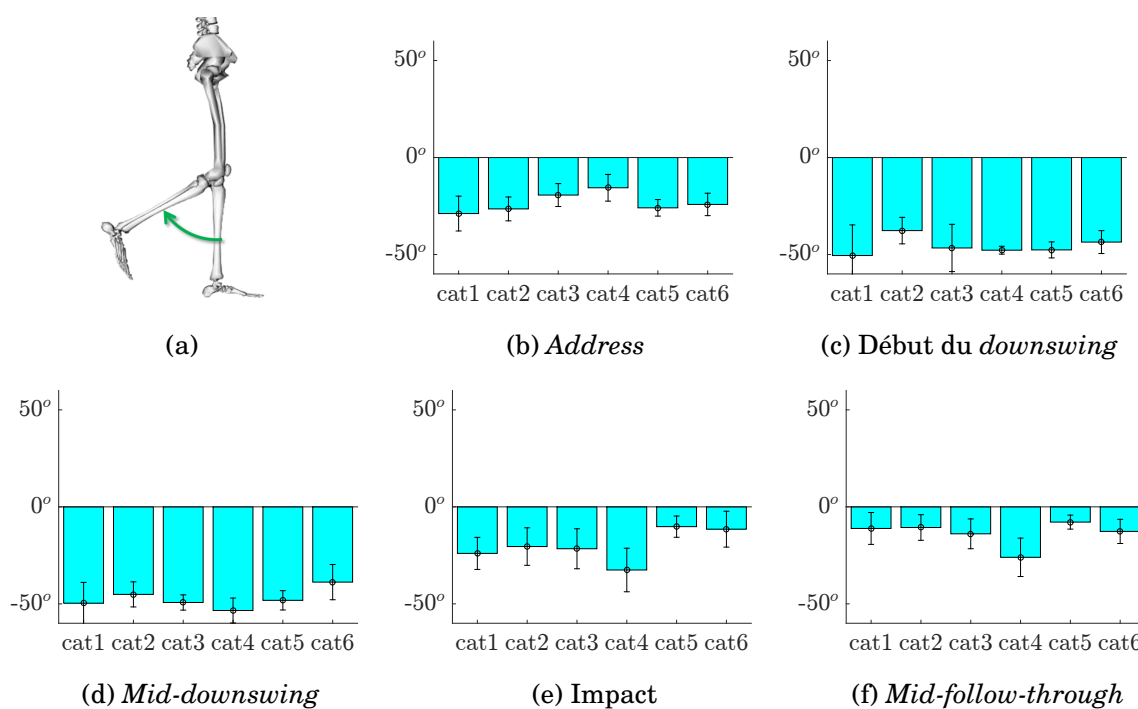 50° 50°
0° 0°
-50° -50°
cat1 cat2 cat3 cat4 cat5 cat6 cat1 cat2 cat3 cat4 cat5 cat6
(a) (b) Address (c) Début du downswing
50° 50° 50°
0° 0° 0°
-50° -50° -50°
cat1 cat2 cat3 cat4 cat5 cat6 cat1 cat2 cat3 cat4 cat5 cat6 cat1 cat2 cat3 cat4 cat5 cat6
(d) Mid-downswing (e) Impact (f) Mid-follow-through